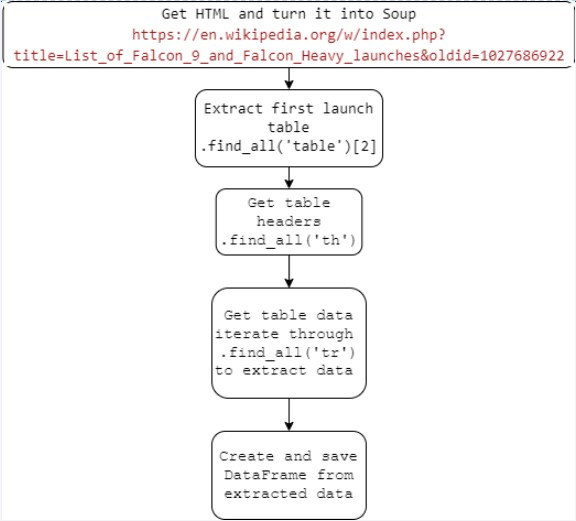 Get HTML and turn it into Soup
https://en.wikipedia.org/w/index.php?
title=List_of_Falcon_9_and_Falcon_Heavy_launches&oldid=1027686922
Extract first launch
table
.find_all('table')[2]
Get table
headers
.find_all('th')
Get table data
iterate through
.find_all('tr')
to extract data
Create and save
DataFrame from
extracted data